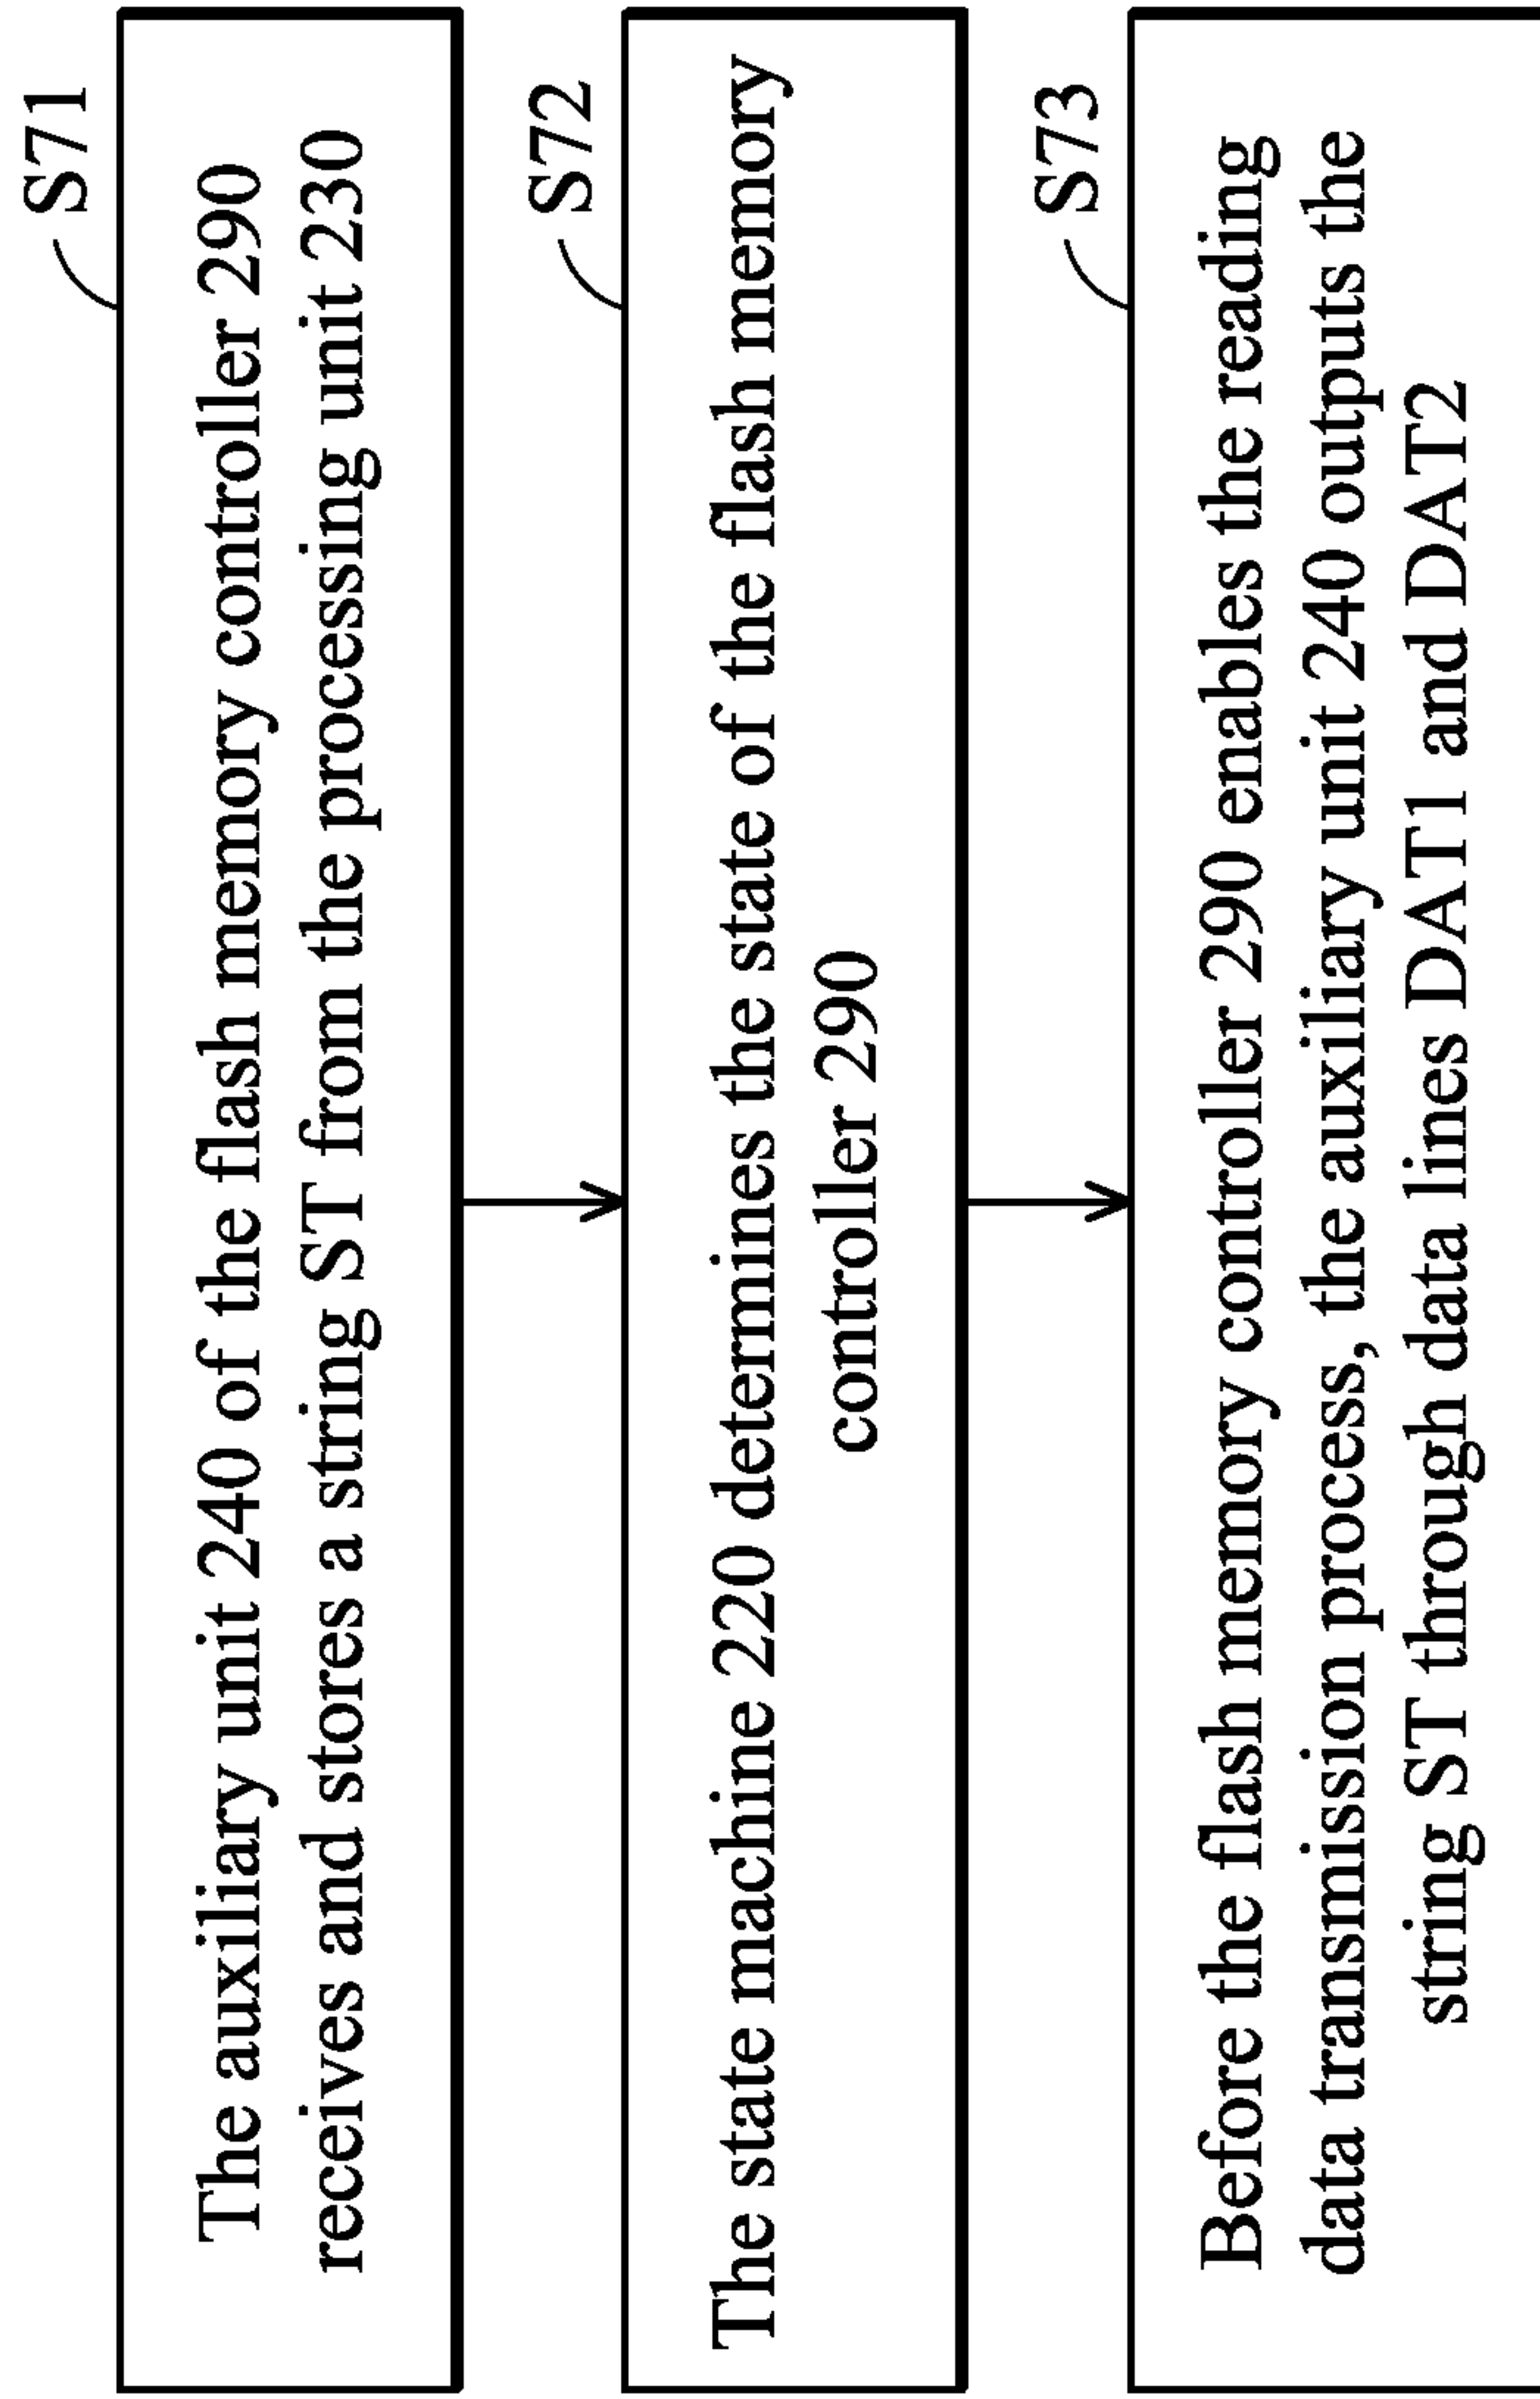 S71
The auxiliary unit 240 of the flash memory controller 290
receives and stores a string ST from the processing unit 230
S72
The state machine 220 determines the state of the flash memory
controller 290
S73
Before the flash memory controller 290 enables the reading
data transmission process, the auxiliary unit 240 outputs the
string ST through data lines DAT1 and DAT2